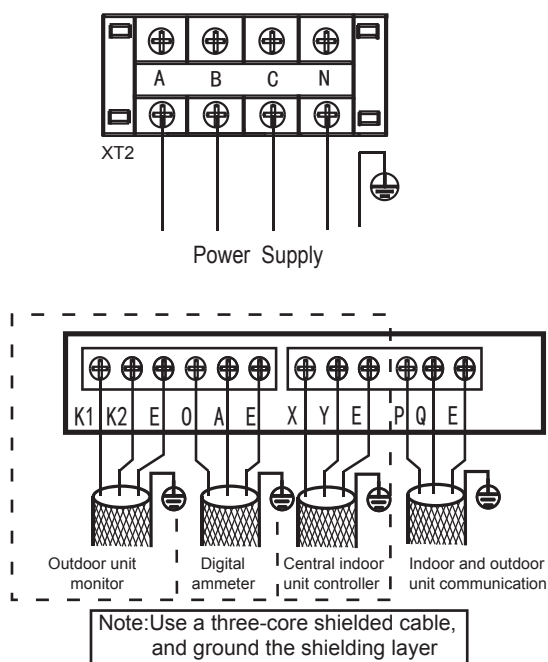 A B C N
XT2
Power Supply
K1 K2 E O A E X Y E P Q E
Outdoor unit monitor
Digital ammeter
Central indoor unit controller
Indoor and outdoor unit communication
Note:Use a three-core shielded cable,
and ground the shielding layer